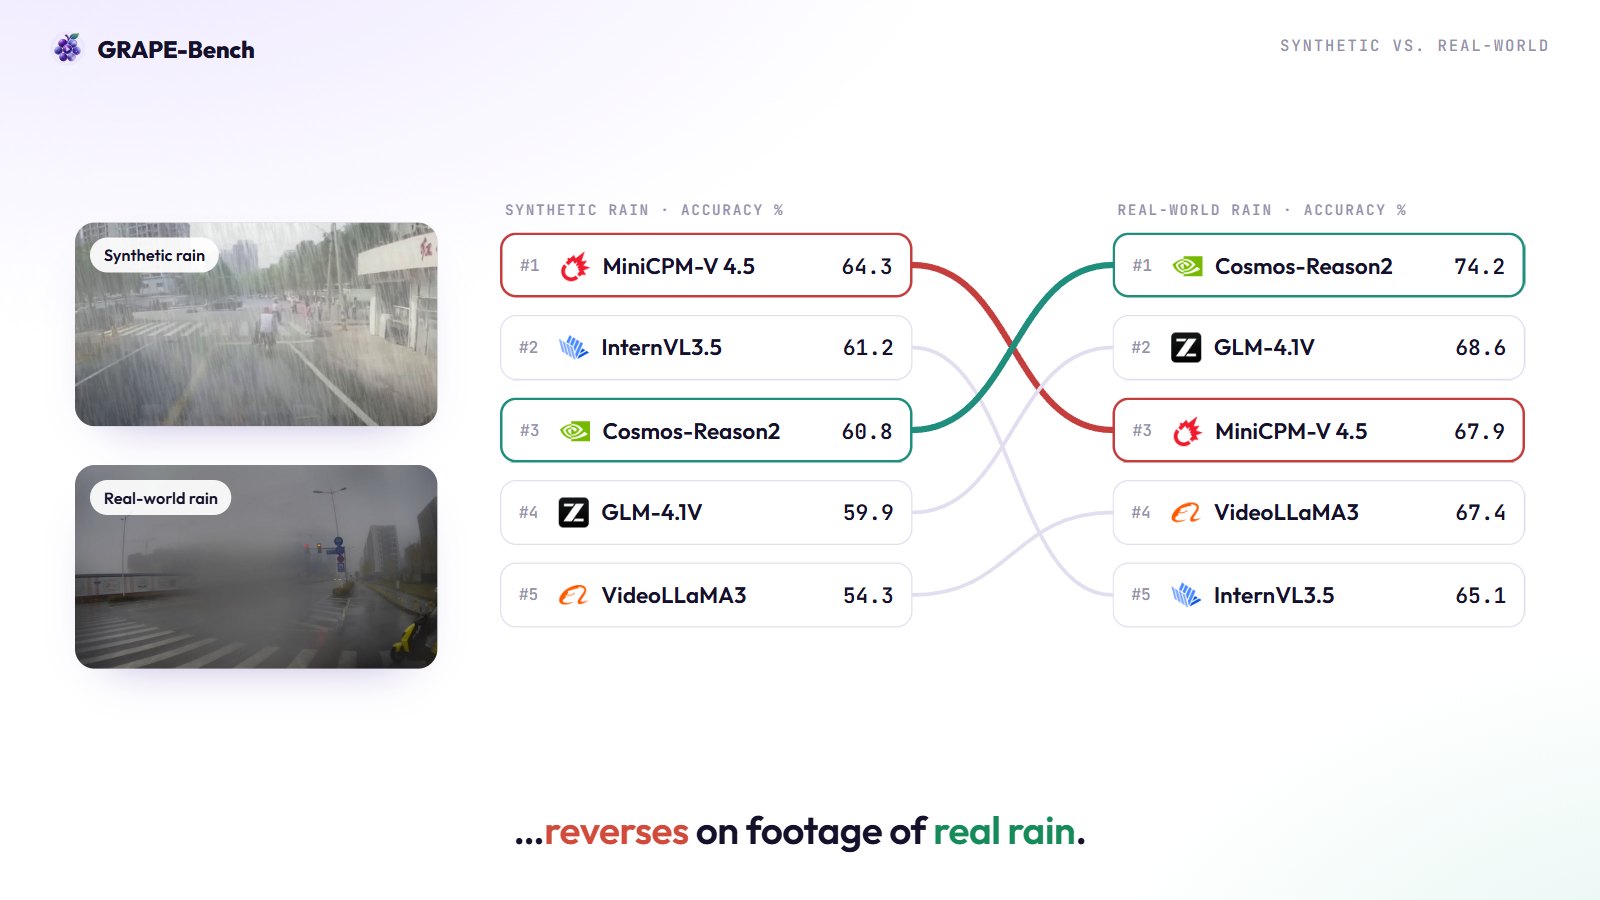 GRAPE-Bench
SYNTHETIC VS. REAL-WORLD
Synthetic rain
Real-world rain
SYNTHETIC RAIN · ACCURACY %
#1 MiniCPM-V 4.5 64.3
#2 InternVL3.5 61.2
#3 Cosmos-Reason2 60.8
#4 GLM-4.1V 59.9
#5 VideoLLaMA3 54.3
REAL-WORLD RAIN · ACCURACY %
#1 Cosmos-Reason2 74.2
#2 GLM-4.1V 68.6
#3 MiniCPM-V 4.5 67.9
#4 VideoLLaMA3 67.4
#5 InternVL3.5 65.1
...reverses on footage of real rain.